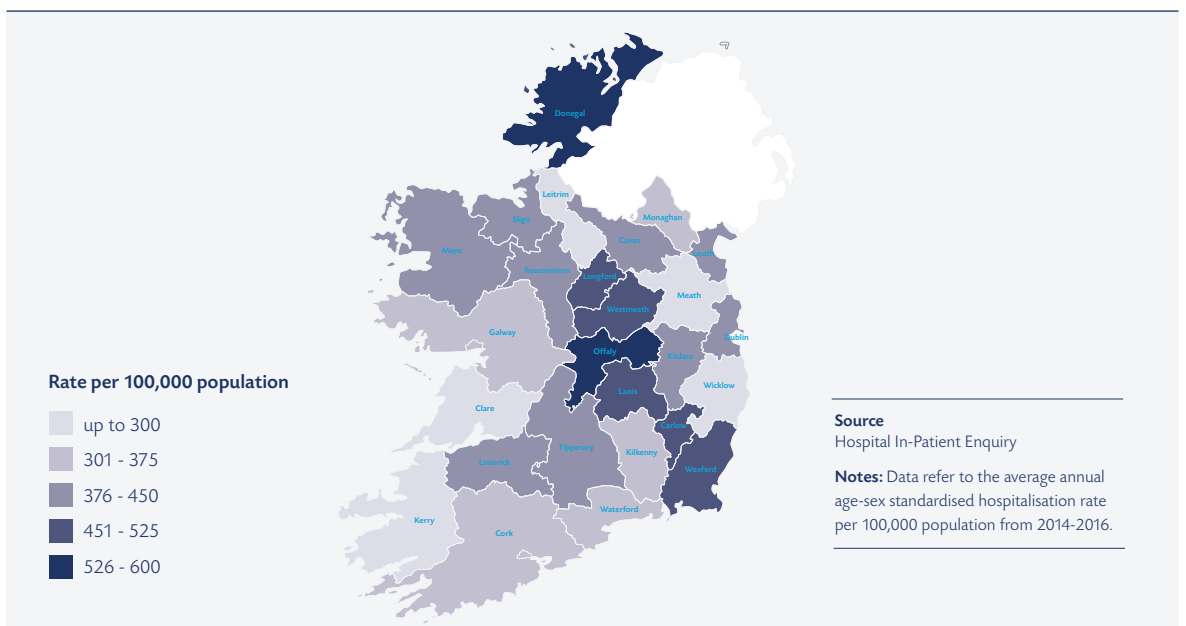 Donegal
Leitrim
Monaghan
Sligo
Cavan
Mayo
Louth
Roscommon
Longford
Meath
Westmeath
Galway
Dublin
Offaly
Kildare
Rate per 100,000 population
Wicklow
Laois
Clare
up to 300
Carlow
301 - 375
Tipperary
Kilkenny
Limerick
Wexford
376 - 450
Waterford
Kerry
451 - 525
Cork
526 - 600
Source
Hospital In-Patient Enquiry
Notes: Data refer to the average annual
age-sex standardised hospitalisation rate
per 100,000 population from 2014-2016.